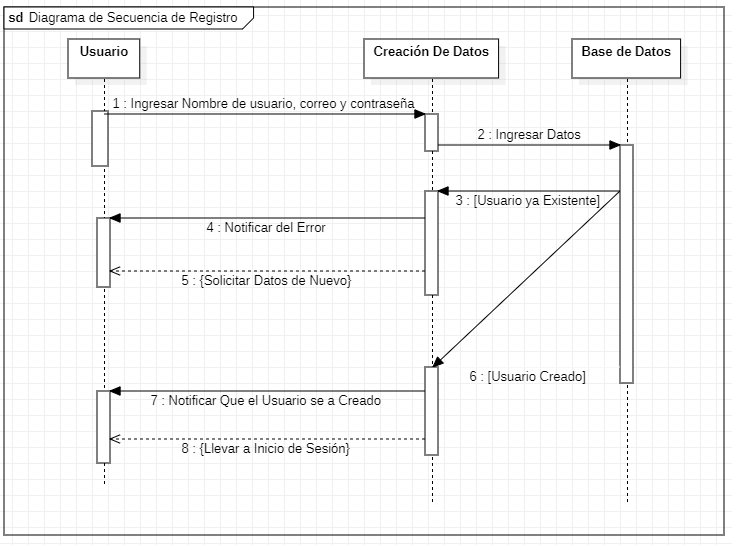 sd Diagrama de Secuencia de Registro
Usuario
Creación De Datos
Base de Datos
1 : Ingresar Nombre de usuario, correo y contraseña
2 : Ingresar Datos
3 : [Usuario ya Existente]
4 : Notificar del Error
5 : {Solicitar Datos de Nuevo}
6 : [Usuario Creado]
7 : Notificar Que el Usuario se a Creado
8 : {Llevar a Inicio de Sesión}